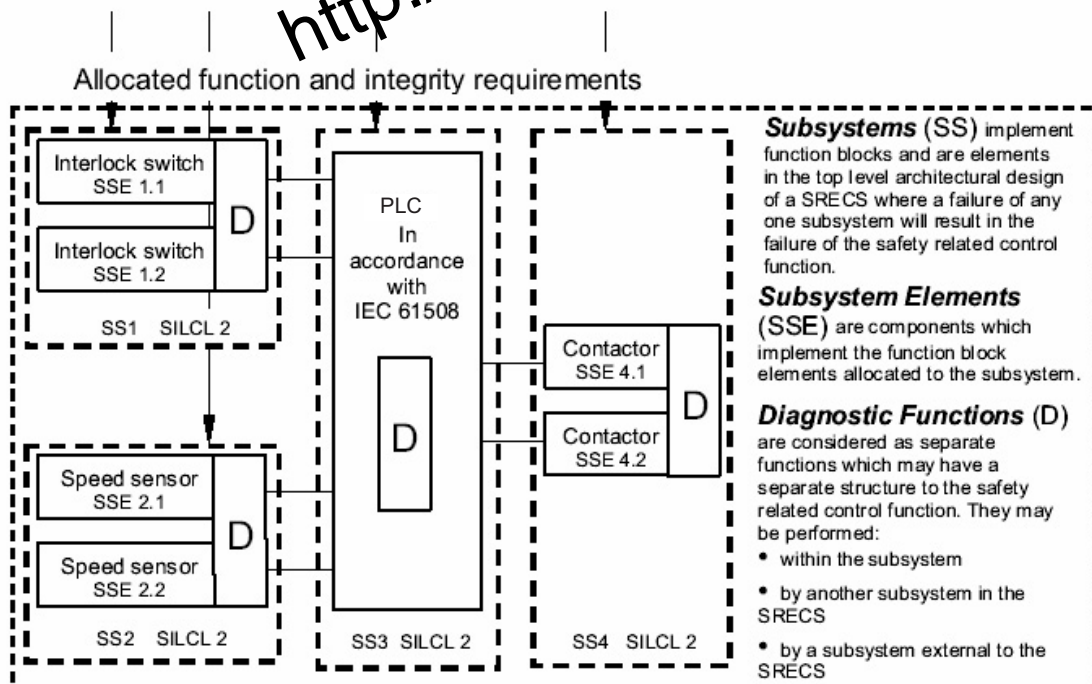 http:/
Allocated function and integrity requirements
Interlock switch
SSE 1.1
D
Interlock switch
SSE 1.2
SS1 SILCL 2
Speed sensor
SSE 2.1
D
Speed sensor
SSE 2.2
SS2 SILCL 2
PLC
In
accordance
with
IEC 61508
D
SS3 SILCL 2
Contactor
SSE 4.1
D
Contactor
SSE 4.2
SS4 SILCL 2
Subsystems (SS) implement
function blocks and are elements
in the top level architectural design
of a SRECS where a failure of any
one subsystem will result in the
failure of the safety related control
function.
Subsystem Elements
(SSE) are components which
implement the function block
elements allocated to the subsystem.
Diagnostic Functions (D)
are considered as separate
functions which may have a
separate structure to the safety
related control function. They may
be performed:
• within the subsystem
• by another subsystem in the
SRECS
• by a subsystem external to the
SRECS